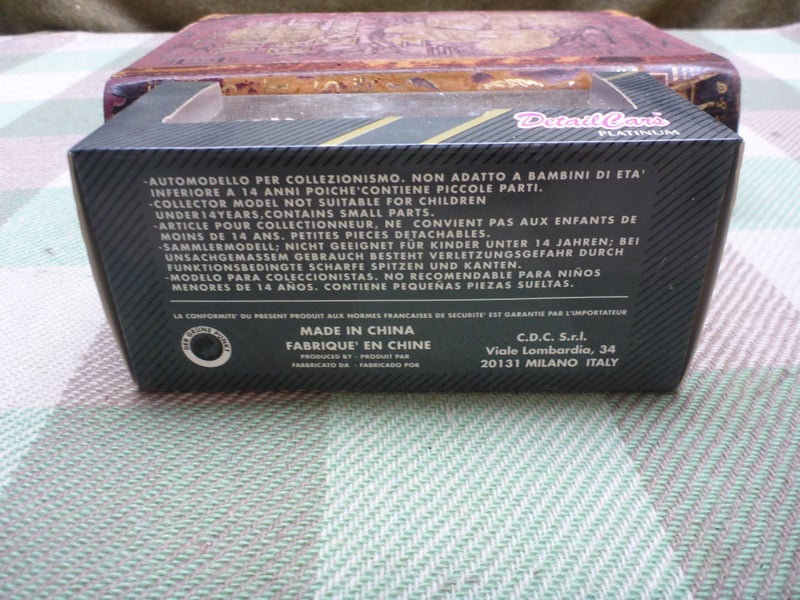 DetailCars
PLATINUM
-AUTOMODELLO PER COLLEZIONISMO. NON ADATTO A BAMBINI DI ETA'
INFERIORE A 14 ANNI POICHE'CONTIENE PICCOLE PARTI.
-COLLECTOR MODEL NOT SUITABLE FOR CHILDREN
UNDER14YEARS,CONTAINS SMALL PARTS.
-ARTICLE POUR COLLECTIONNEUR, NE CONVIENT PAS AUX ENFANTS DE
MOINS DE 14 ANS. PETITES PIECES DETACHABLES.
-SAMMLERMODELL; NICHT GEEIGNET FÜR KINDER UNTER 14 JAHREN; BEI
UNSACHGEMASSEM GEBRAUCH BESTEHT VERLETZUNGSGEFAHR DURCH
FUNKTIONSBEDINGTE SCHARFE SPITZEN UND KANTEN.
-MODELO PARA COLECCIONISTAS. NO RECOMENDABLE PARA NIÑOS
MENORES DE 14 AÑOS. CONTIENE PEQUEÑAS PIEZAS SUELTAS.
LA CONFORMITE' DU PRESENT PRODUIT AUX NORMES FRANCAISES DE SECURITE' EST GARANTIE PAR L'IMPORTATEUR
DER GRÜNE PUNKT
MADE IN CHINA
FABRIQUE' EN CHINE
PRODUCED BY - PRODUIT PAR
FABBRICATO DA - FABRICADO POR
C.D.C. S.r.l.
Viale Lombardia, 34
20131 MILANO ITALY